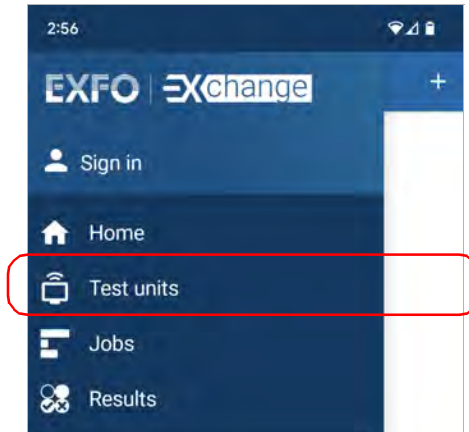 2:56
EXFO | EXchange
+
Sign in
Home
Test units
Jobs
Results